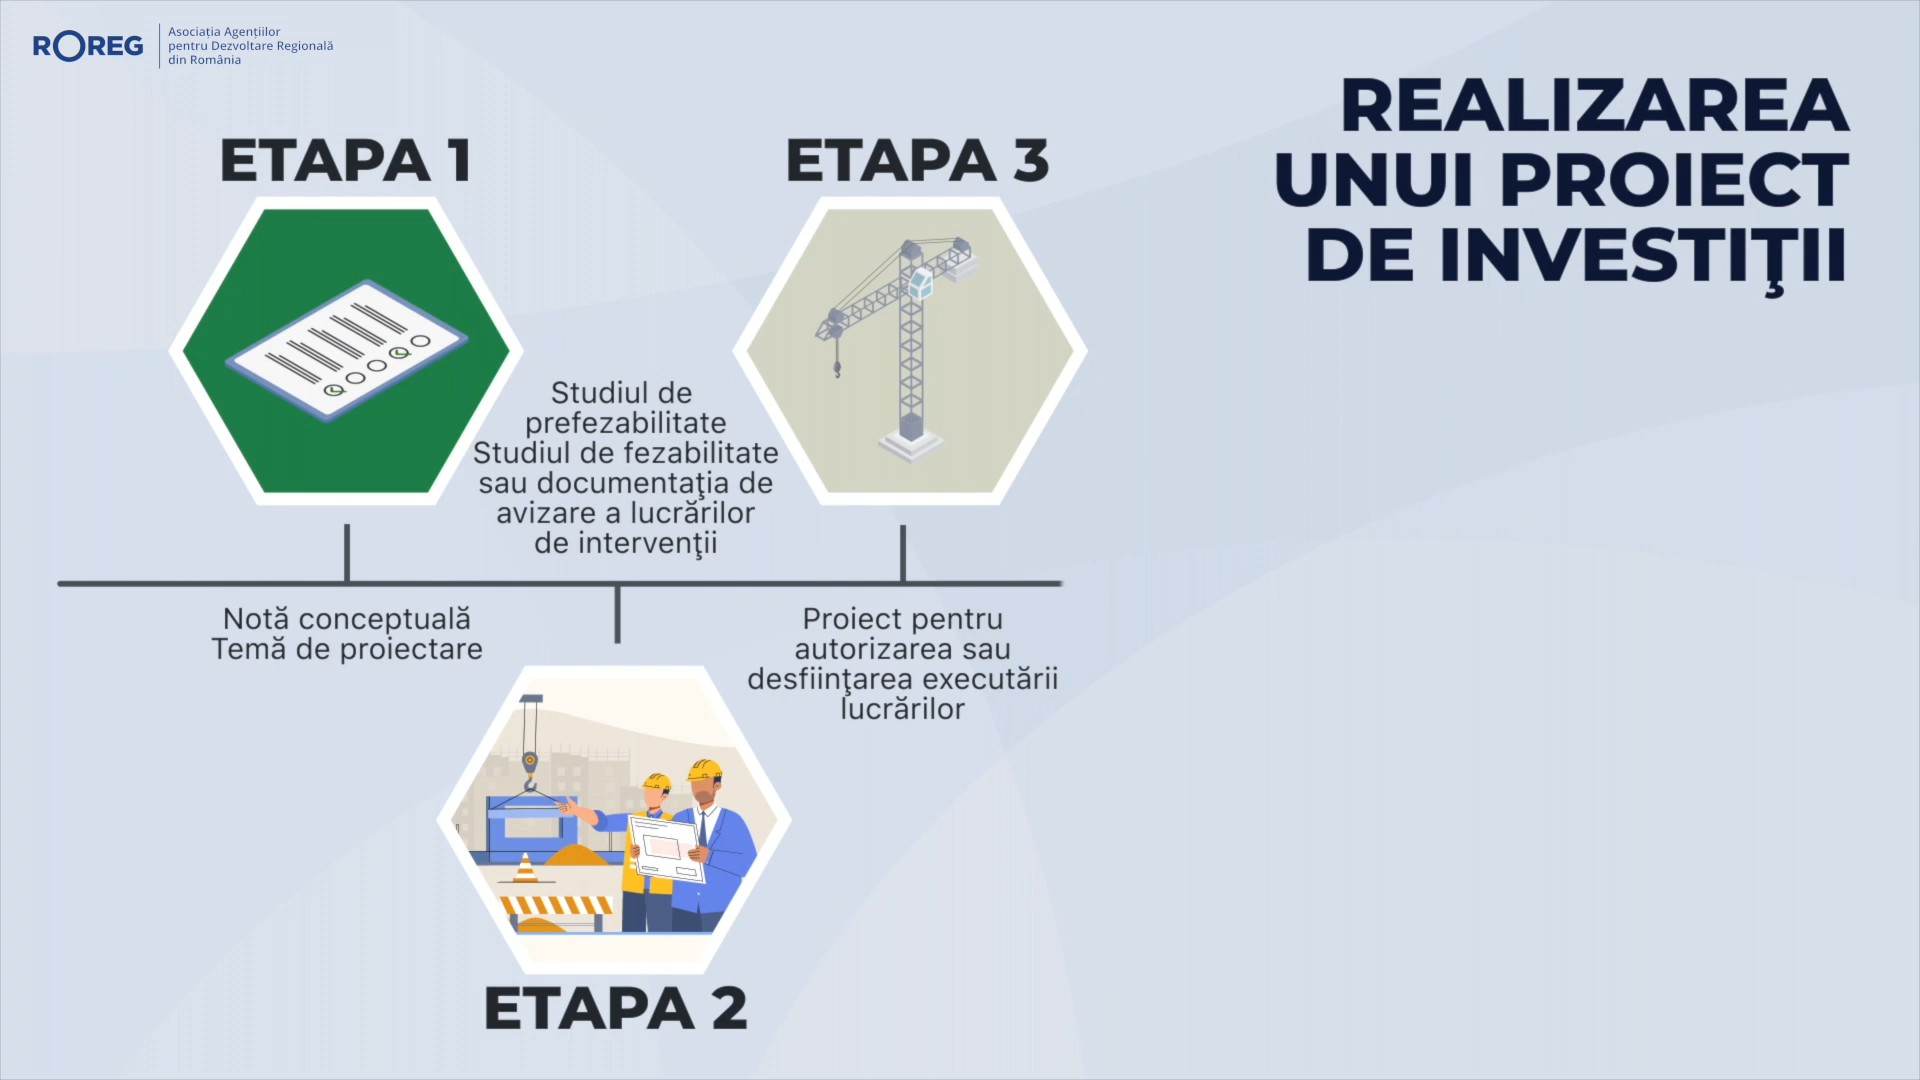 ROREG
Asociația Agențiilor
pentru Dezvoltare Regională
din România
REALIZAREA
UNUI PROIECT
DE INVESTIŢII
ETAPA 1
Notă conceptuală
Temă de proiectare
Studiul de
prefezabilitate
Studiul de fezabilitate
sau documentaţia de
avizare a lucrărilor
de intervenţii
ETAPA 2
ETAPA 3
Proiect pentru
autorizarea sau
desfiinţarea executării
lucrărilor